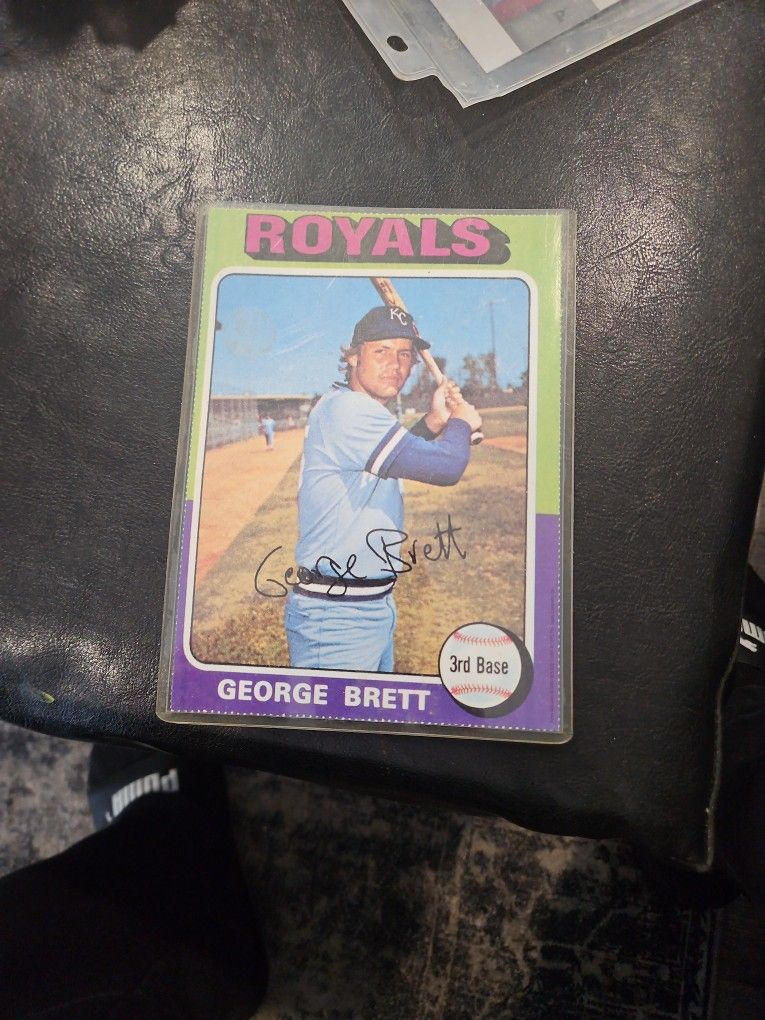 ROYALS
KC
George Brett
3rd Base
GEORGE BRETT
PUMA